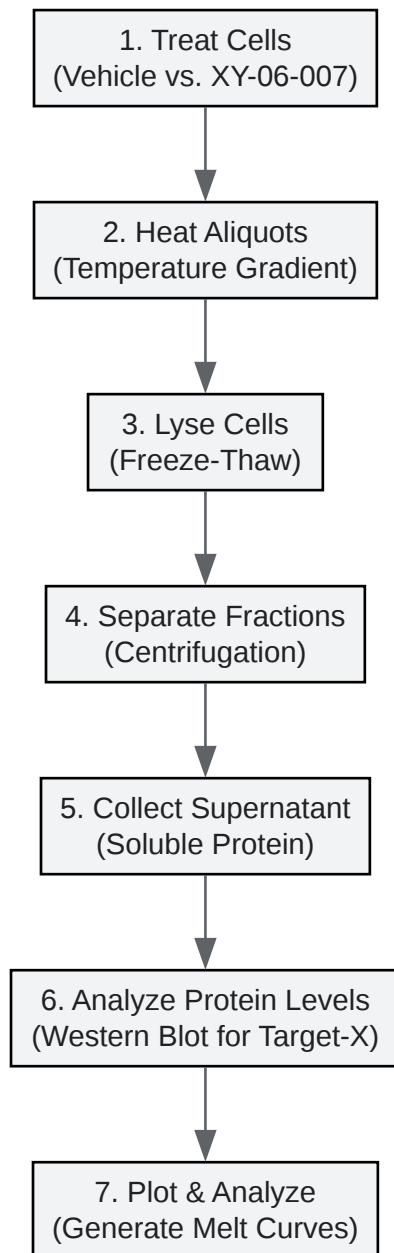 1. Treat Cells
(Vehicle vs. XY-06-007)
2. Heat Aliquots
(Temperature Gradient)
3. Lyse Cells
(Freeze-Thaw)
4. Separate Fractions
(Centrifugation)
5. Collect Supernatant
(Soluble Protein)
6. Analyze Protein Levels
(Western Blot for Target-X)
7. Plot & Analyze
(Generate Melt Curves)